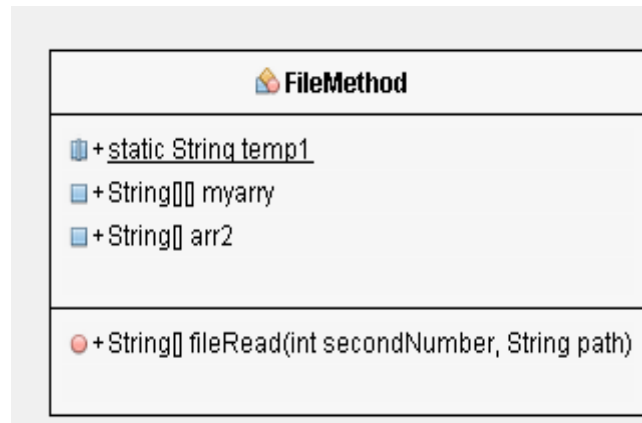 FileMethod
+ static String temp1
+ String[][] myarry
+ String[] arr2
+ String[] fileRead(int secondNumber, String path)